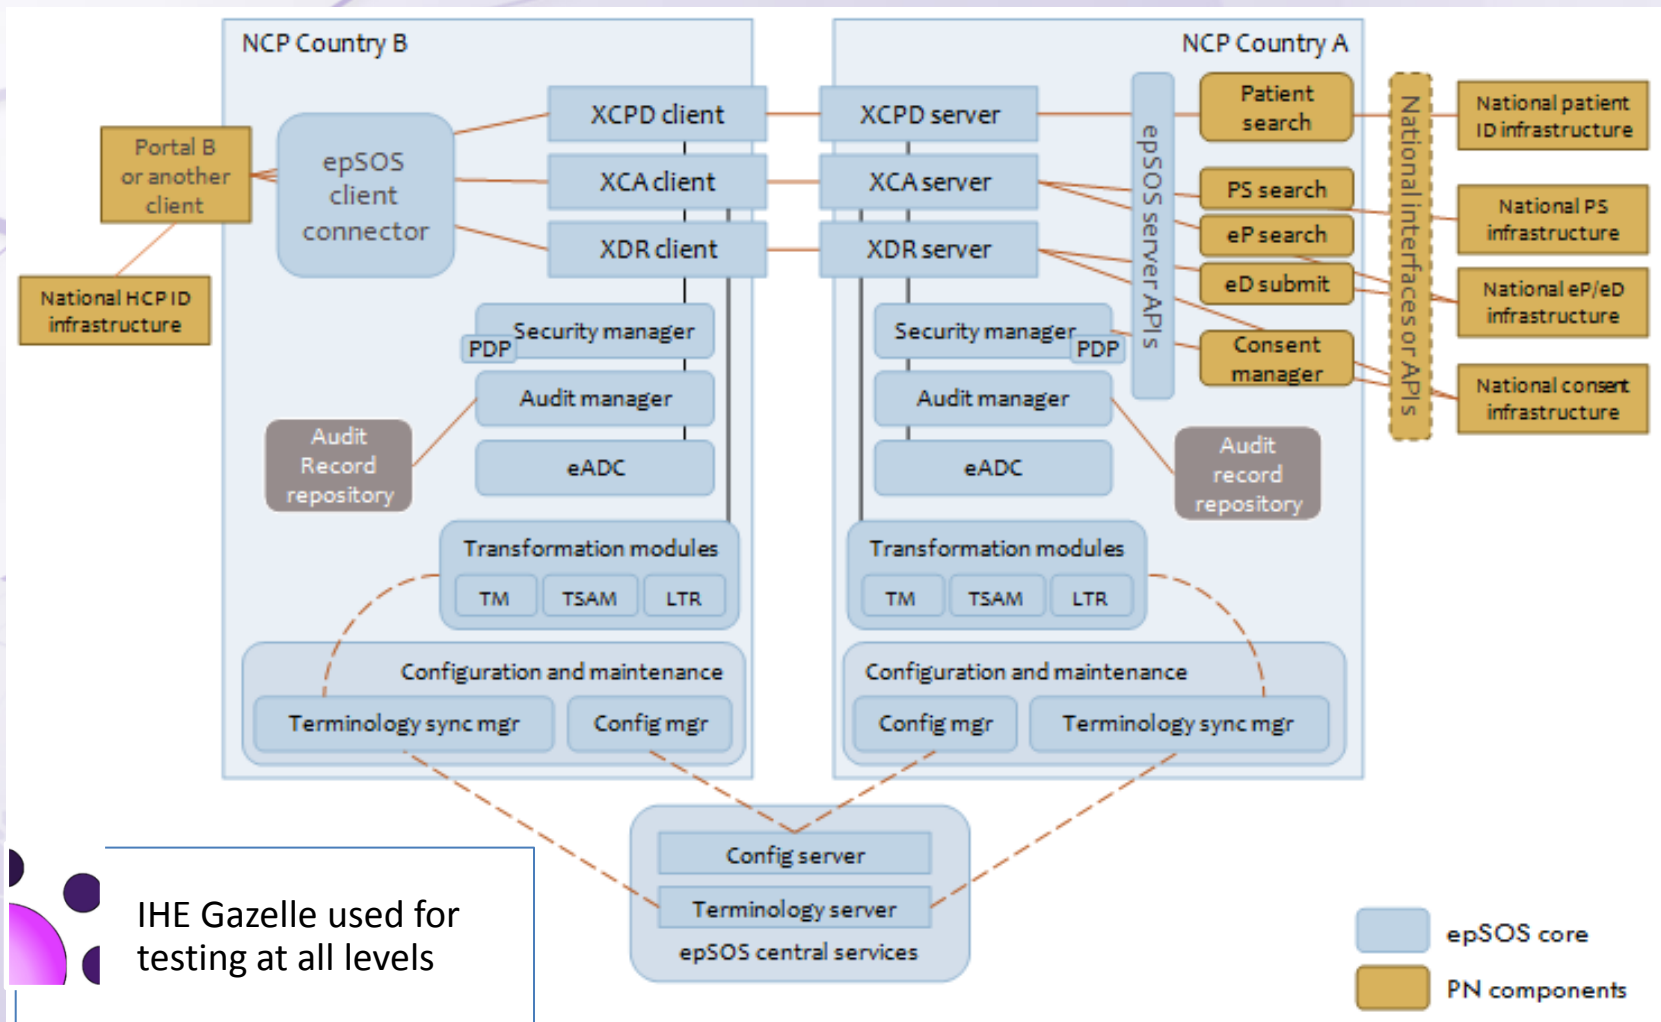 NCP Country B
NCP Country A
Portal B
or another
client
National HCP ID
infrastructure
epSOS
client
connector
XCPD client
XCA client
XDR client
Security manager
PDP
Audit manager
eADC
Audit
Record
repository
Transformation modules
TM
TSAM
LTR
Configuration and maintenance
Terminology sync mgr
Config mgr
XCPD server
XCA server
XDR server
Security manager
PDP
Audit manager
eADC
Audit
record
repository
Transformation modules
TM
TSAM
LTR
Configuration and maintenance
Config mgr
Terminology sync mgr
epSOS server APIs
Patient
search
PS search
eP search
eD submit
Consent
manager
National interfaces or APIs
National patient
ID infrastructure
National PS
infrastructure
National eP/eD
infrastructure
National consent
infrastructure
Config server
Terminology server
epSOS central services
IHE Gazelle used for
testing at all levels
epSOS core
PN components